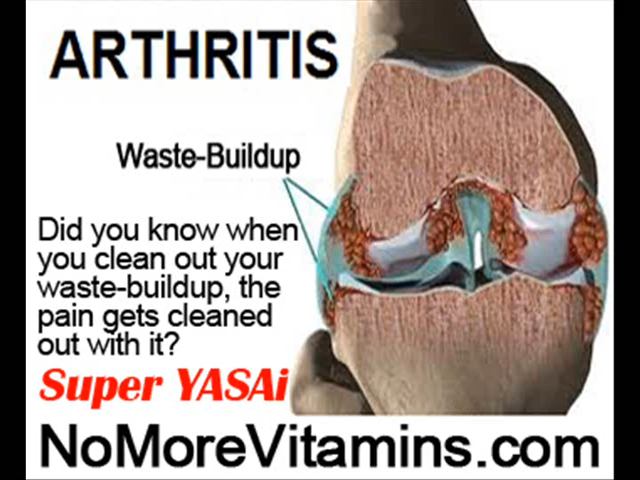 ARTHRITIS
Waste-Buildup
Did you know when
you clean out your
waste-buildup, the
pain gets cleaned
out with it?
Super YASAi
NoMoreVitamins.com